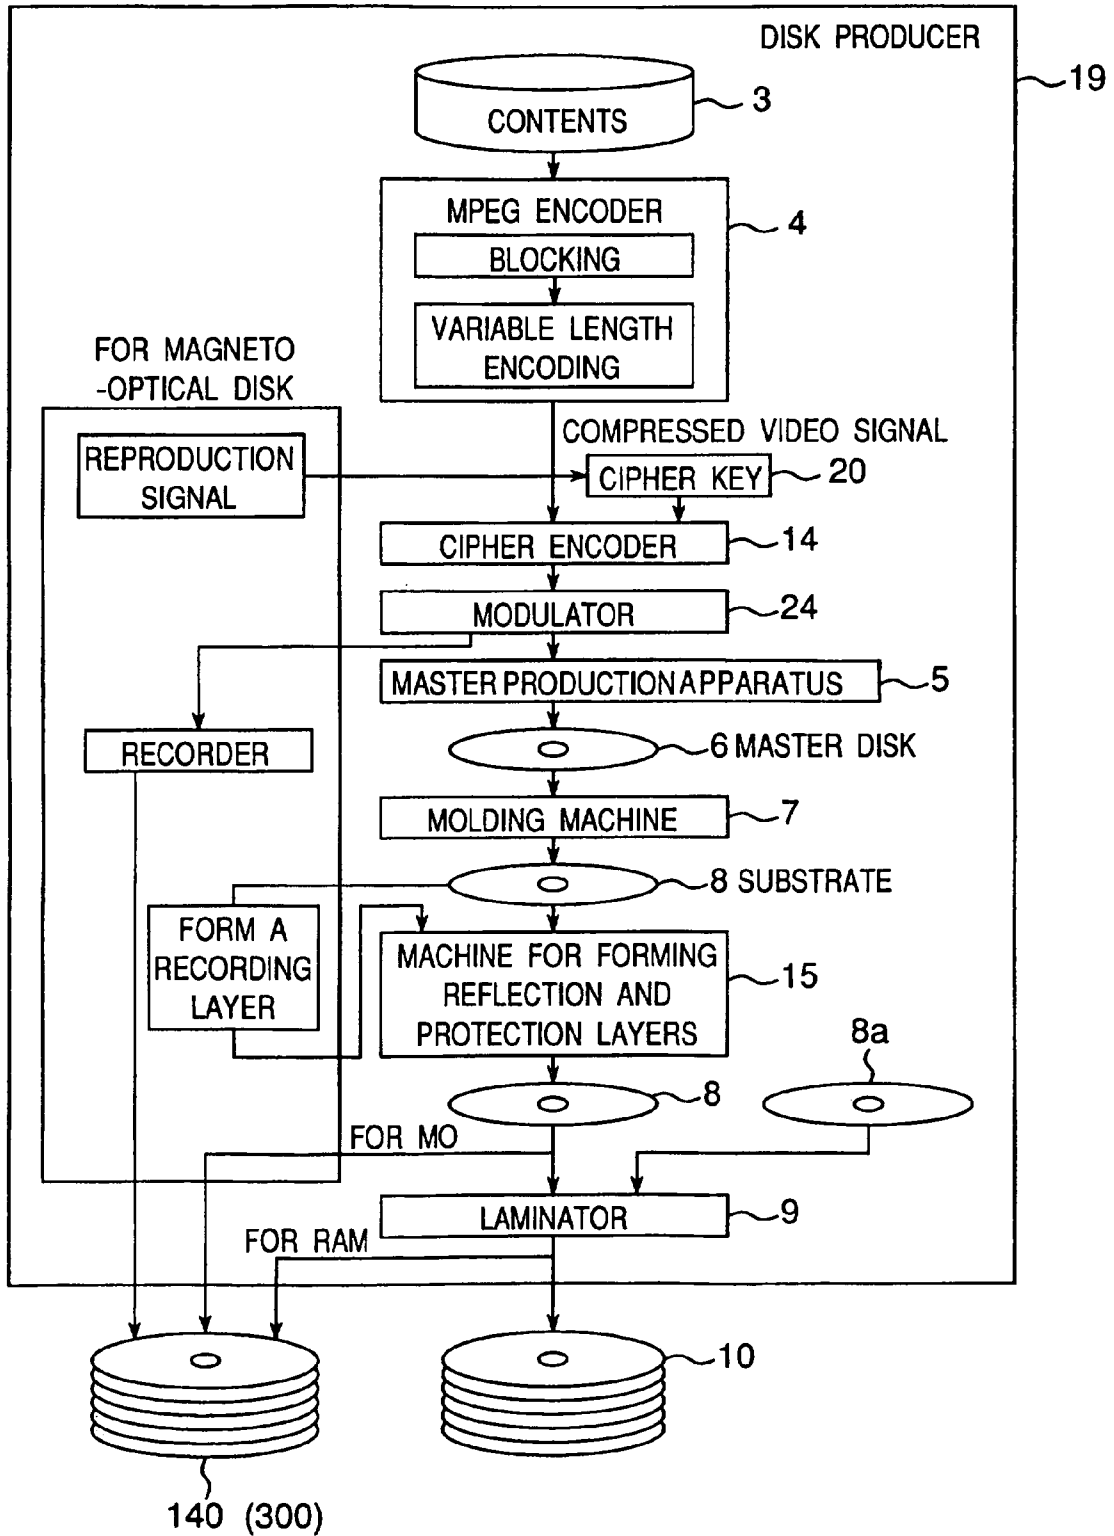 DISK PRODUCER
19
CONTENTS
3
MPEG ENCODER
4
BLOCKING
VARIABLE LENGTH
ENCODING
FOR MAGNETO
-OPTICAL DISK
COMPRESSED VIDEO SIGNAL
REPRODUCTION
SIGNAL
CIPHER KEY
20
CIPHER ENCODER
14
MODULATOR
24
MASTER PRODUCTION APPARATUS
5
RECORDER
6 MASTER DISK
MOLDING MACHINE
7
8 SUBSTRATE
FORM A
RECORDING
LAYER
MACHINE FOR FORMING
REFLECTION AND
PROTECTION LAYERS
15
8a
8
FOR MO
LAMINATOR
9
FOR RAM
10
140 (300)